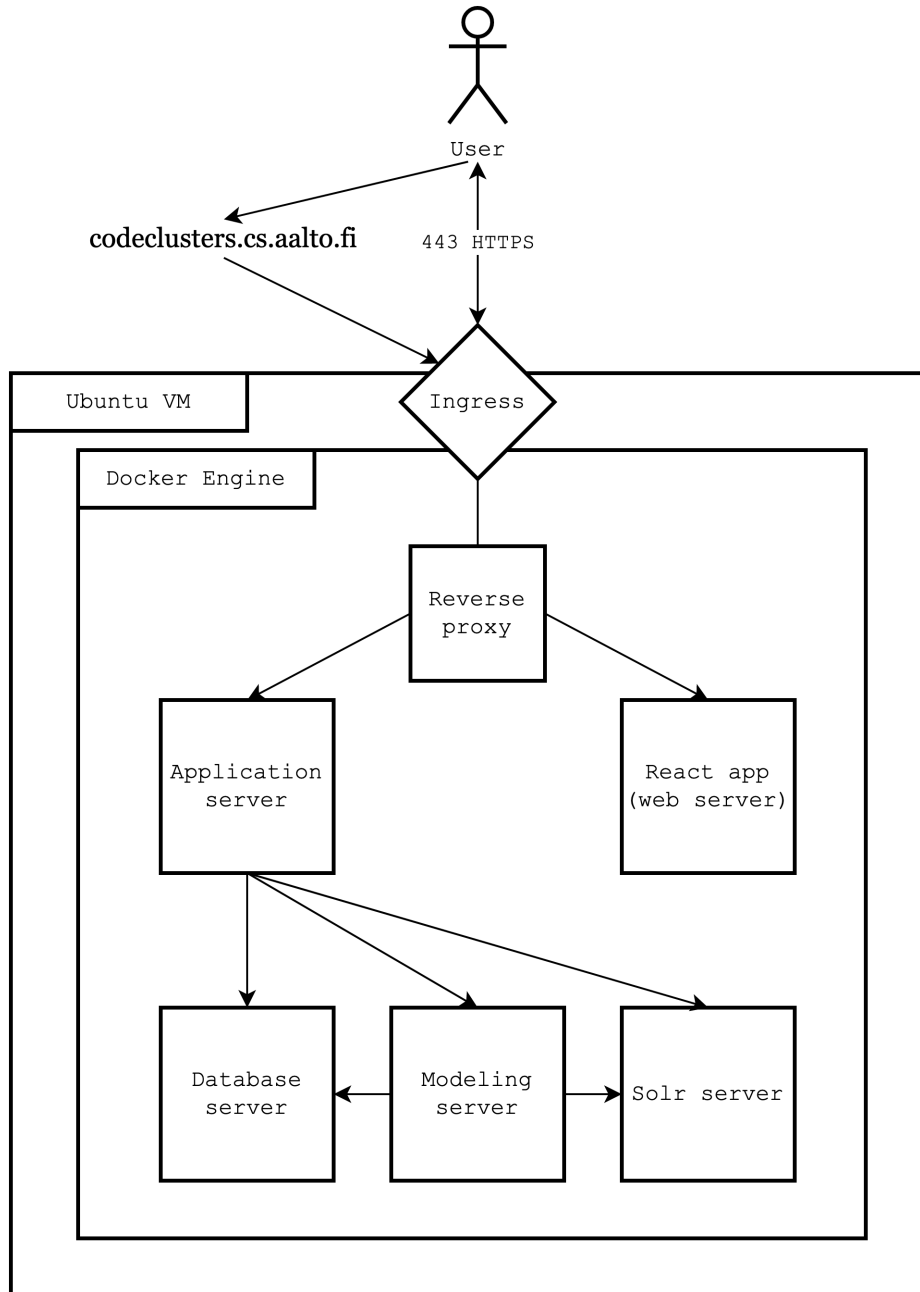 User
codeclusters.cs.aalto.fi
443 HTTPS
Ubuntu VM
Ingress
Docker Engine
Reverse
proxy
Application
server
React app
(web server)
Database
server
Modeling
server
Solr server